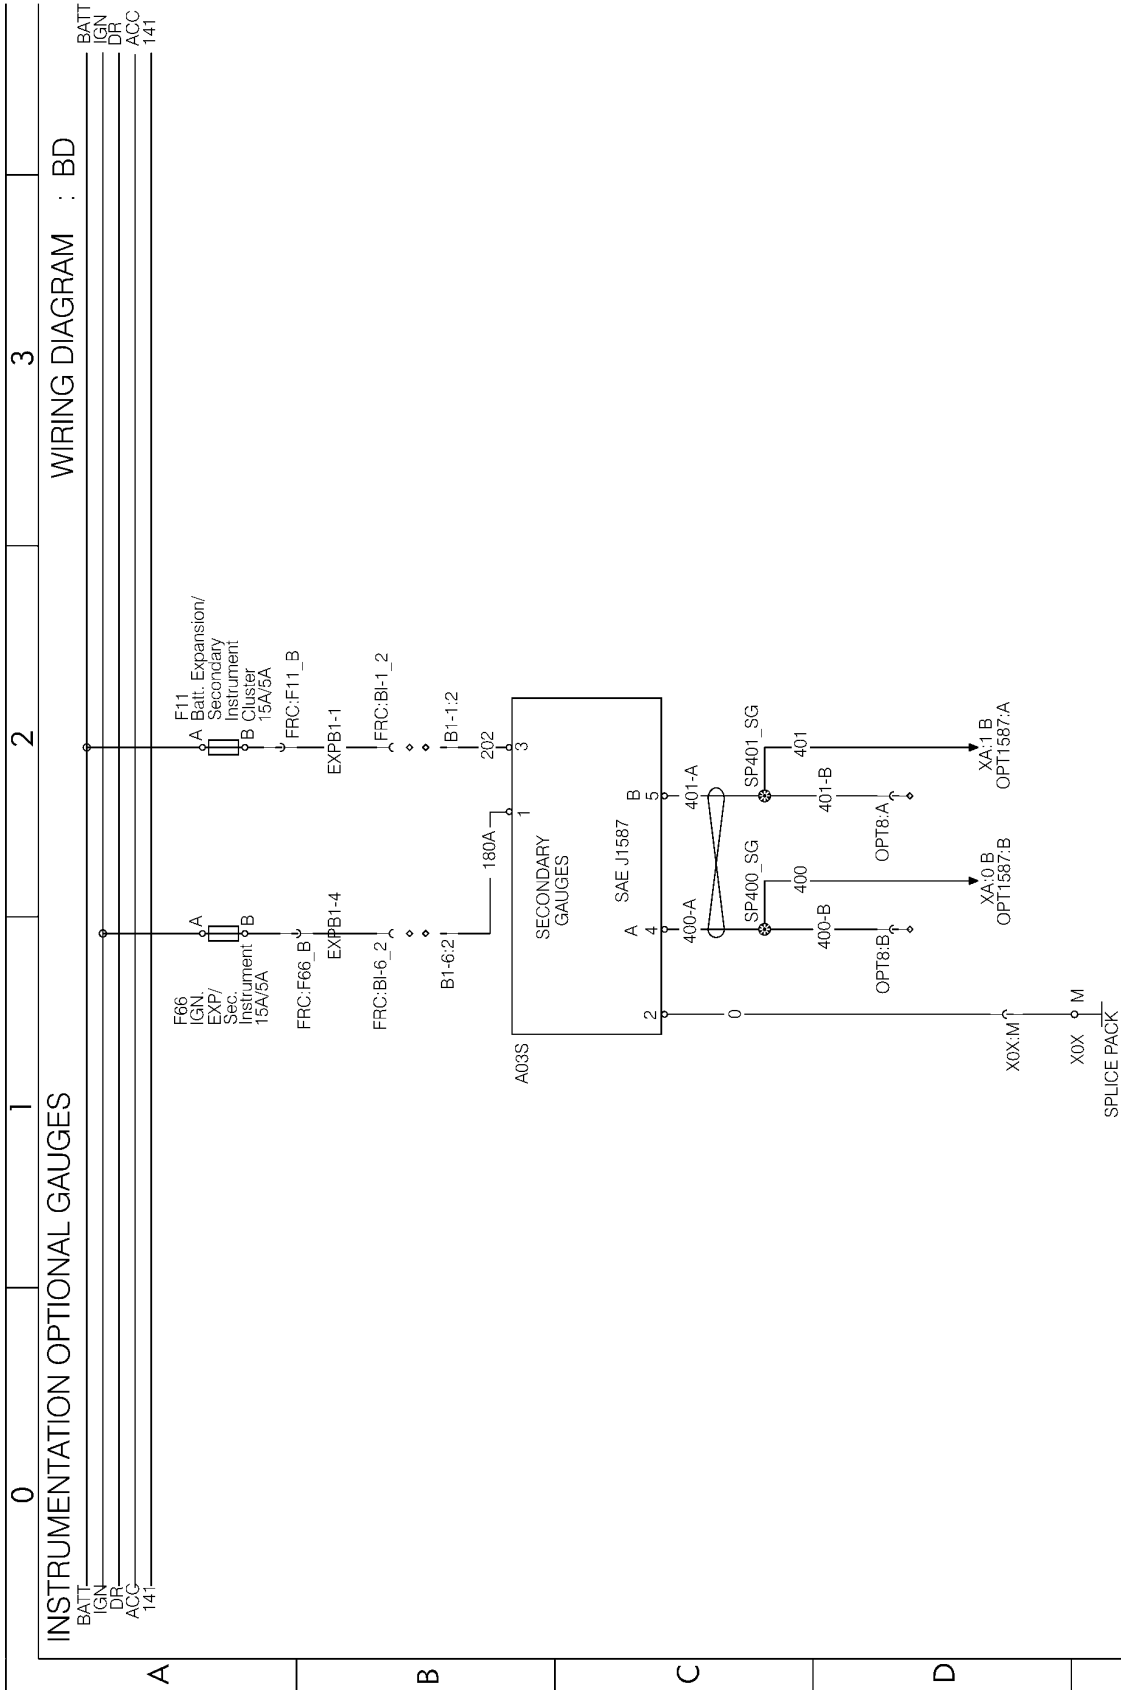 0
1
2
3
INSTRUMENTATION OPTIONAL GAUGES
WIRING DIAGRAM : BD
BATT
IGN
DR
ACC
141
BATT
IGN
DR
ACC
141
A
B
C
D
F66
IGN.
EXP/
Sec.
Instrument
15A/5A
A
B
FRC:F66_B
EXPB1-4
FRC:BI-6_2
B1-6:2
180A
F11
Batt. Expansion/
Secondary
Instrument
Cluster
15A/5A
A
B
FRC:F11_B
EXPB1-1
FRC:BI-1_2
B1-1:2
202
1
3
A03S
SECONDARY
GAUGES
SAE J1587
A
B
2
4
5
0
400-A
401-A
SP400_SG
SP401_SG
400
401
400-B
401-B
OPT8:B
OPT8:A
XA:0 B
OPT1587:B
XA:1 B
OPT1587:A
X0X:M
X0X
M
SPLICE PACK